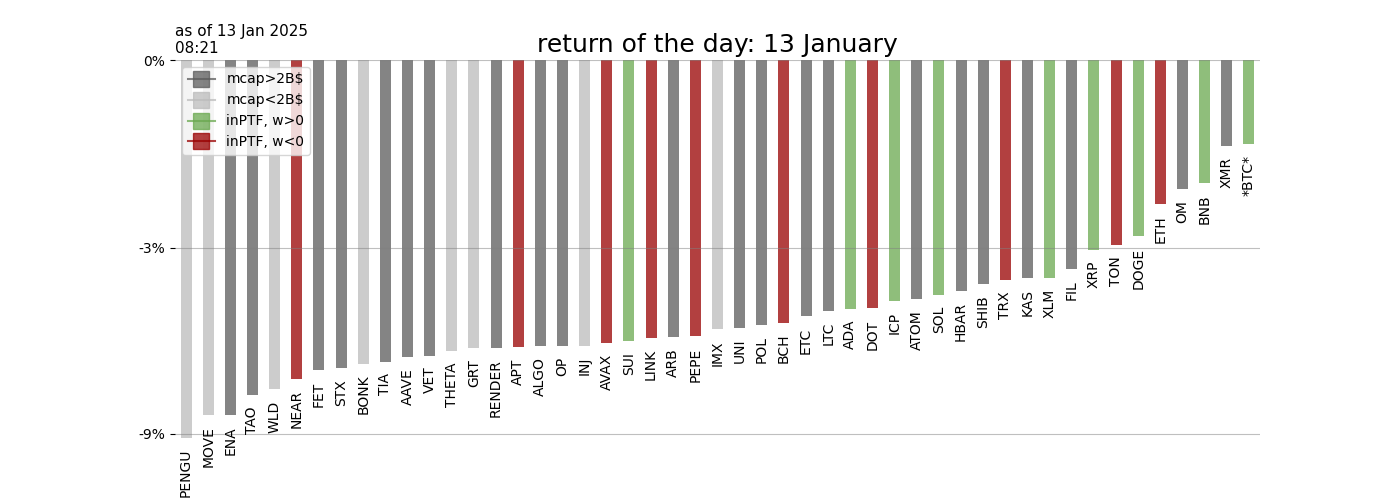 as of 13 Jan 2025
08:21
return of the day: 13 January
0%
-3%
-9%
mcap>2B$
mcap<2B$
inPTF, w>0
inPTF, w<0
PENGU
MOVE
ENA
TAO
WLD
NEAR
FET
STX
BONK
TIA
AAVE
VET
THETA
GRT
RENDER
APT
ALGO
OP
INJ
AVAX
SUI
LINK
ARB
PEPE
IMX
UNI
POL
BCH
ETC
LTC
ADA
DOT
ICP
ATOM
SOL
HBAR
SHIB
TRX
KAS
XLM
FIL
XRP
TON
DOGE
ETH
OM
BNB
XMR
*BTC*